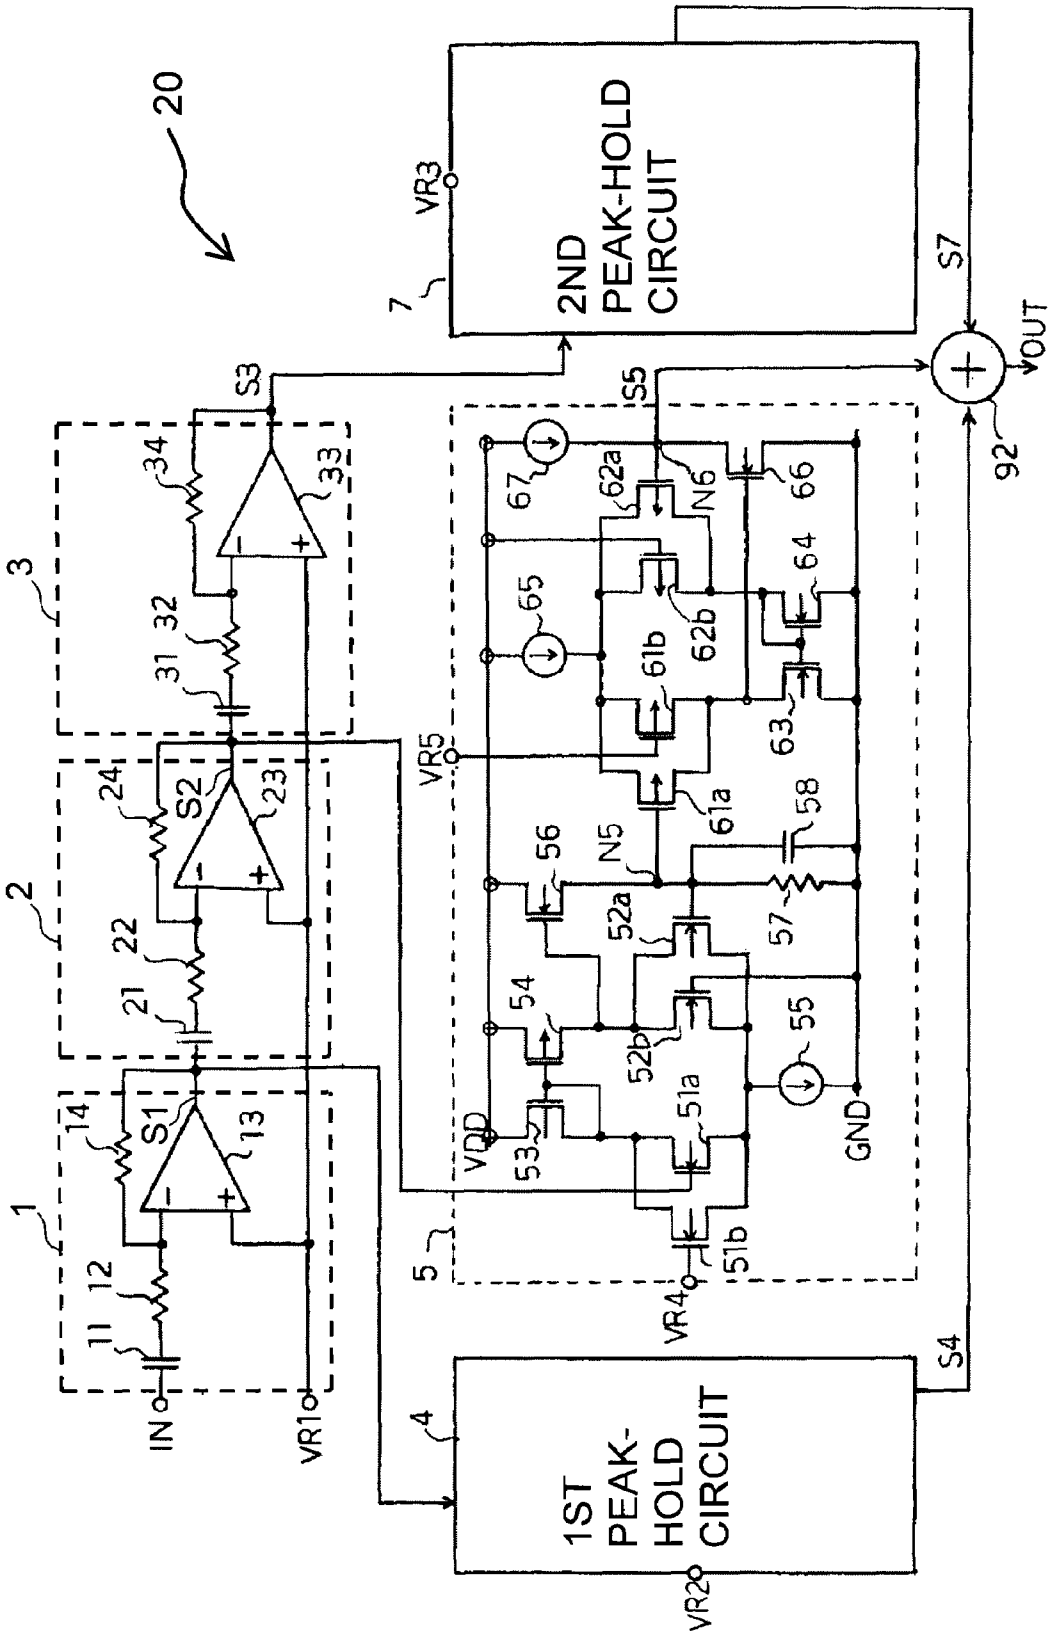 20
1
2
3
IN
11
12
13
14
S1
VR1
21
22
23
24
S2
31
32
33
34
S3
VR2
4
1ST
PEAK-
HOLD
CIRCUIT
S4
5
VDD
VR4
51b
51a
53
54
52b
52a
55
GND
56
N5
57
58
VR5
61a
61b
62b
62a
63
64
65
66
67
N6
S5
7
VR3
2ND
PEAK-HOLD
CIRCUIT
S7
+
92
OUT